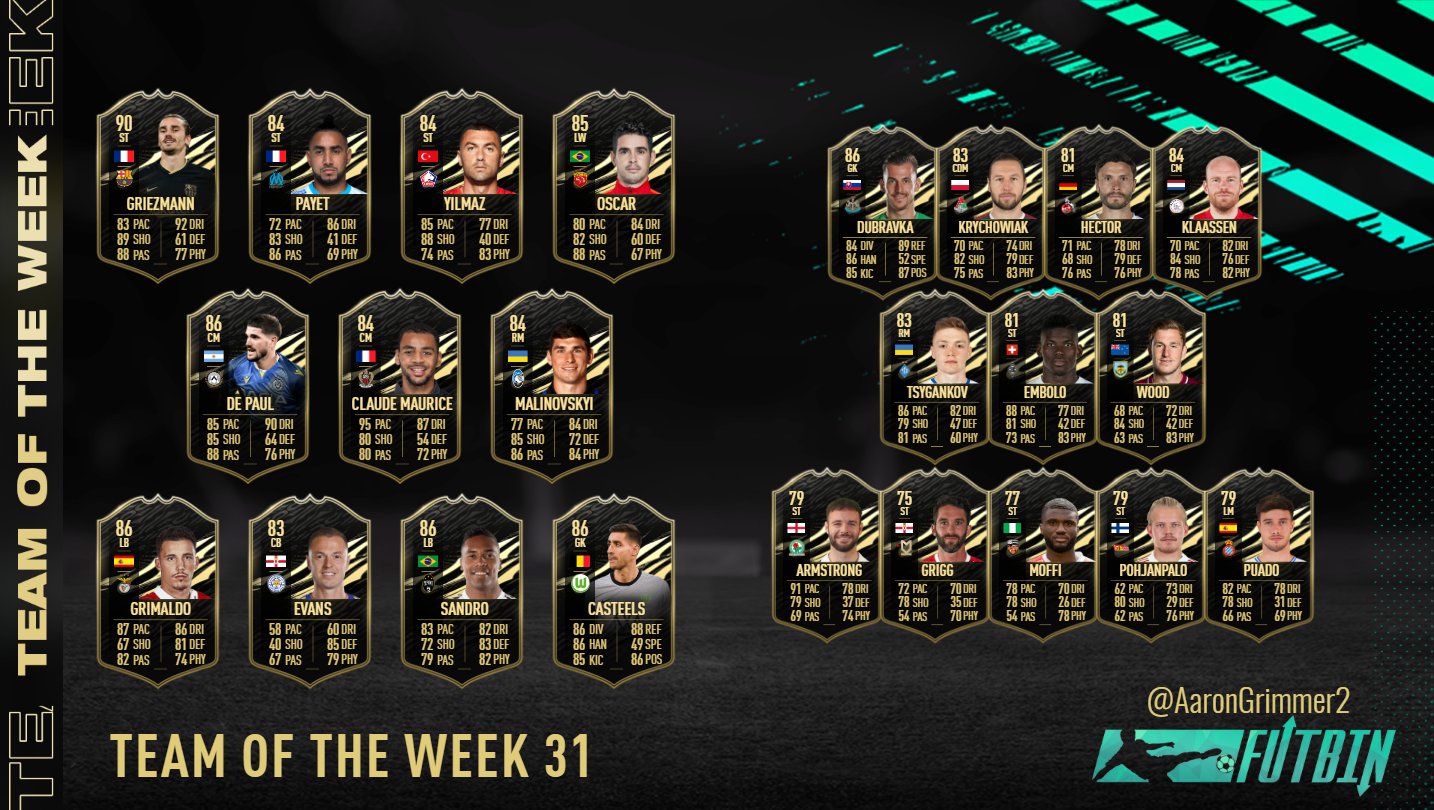 TEAM OF THE WEEK
90
ST
GRIEZMANN
83 PAC 92 DRI
89 SHO 61 DEF
88 PAS 77 PHY
84
ST
PAYET
72 PAC 86 DRI
83 SHO 41 DEF
86 PAS 69 PHY
84
ST
YILMAZ
85 PAC 77 DRI
88 SHO 40 DEF
74 PAS 83 PHY
85
LW
OSCAR
80 PAC 84 DRI
82 SHO 60 DEF
88 PAS 67 PHY
86
CM
DE PAUL
85 PAC 90 DRI
85 SHO 64 DEF
88 PAS 76 PHY
84
CM
CLAUDE MAURICE
95 PAC 87 DRI
80 SHO 54 DEF
80 PAS 72 PHY
84
RM
MALINOVSKYI
77 PAC 84 DRI
85 SHO 72 DEF
86 PAS 84 PHY
86
LB
GRIMALDO
87 PAC 86 DRI
67 SHO 81 DEF
82 PAS 74 PHY
83
CB
EVANS
58 PAC 60 DRI
40 SHO 85 DEF
67 PAS 79 PHY
86
LB
SANDRO
83 PAC 82 DRI
72 SHO 83 DEF
79 PAS 82 PHY
86
GK
CASTEELS
86 DIV 88 REF
86 HAN 49 SPE
85 KIC 86 POS
86
GK
DUBRAVKA
84 DIV 89 REF
86 HAN 52 SPE
85 KIC 87 POS
83
CDM
KRYCHOWIAK
70 PAC 74 DRI
82 SHO 79 DEF
75 PAS 83 PHY
81
CM
HECTOR
71 PAC 78 DRI
68 SHO 79 DEF
76 PAS 76 PHY
84
CM
KLAASSEN
70 PAC 82 DRI
84 SHO 76 DEF
78 PAS 82 PHY
83
RM
TSYGANKOV
86 PAC 82 DRI
79 SHO 47 DEF
81 PAS 60 PHY
81
ST
EMBOLO
88 PAC 77 DRI
81 SHO 42 DEF
73 PAS 83 PHY
81
ST
WOOD
68 PAC 72 DRI
84 SHO 42 DEF
63 PAS 83 PHY
79
ST
ARMSTRONG
91 PAC 78 DRI
79 SHO 37 DEF
69 PAS 74 PHY
75
ST
GRIGG
72 PAC 70 DRI
78 SHO 35 DEF
54 PAS 70 PHY
77
ST
MOFFI
78 PAC 70 DRI
78 SHO 26 DEF
54 PAS 78 PHY
79
ST
POHJANPALO
62 PAC 73 DRI
80 SHO 29 DEF
62 PAS 76 PHY
79
LM
PUADO
82 PAC 78 DRI
78 SHO 31 DEF
66 PAS 69 PHY
TEAM OF THE WEEK 31
@AaronGrimmer2
FUTBIN